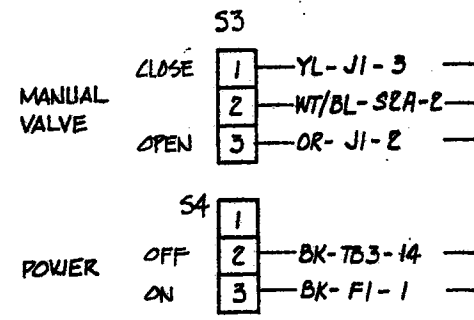 S3
CLOSE 1 YL-J1-3
MANUAL VALVE 2 WT/BL-S2A-2
OPEN 3 OR-J1-2
S4 1
OFF 2 BK-TB3-14
POWER
ON 3 BK-F1-1